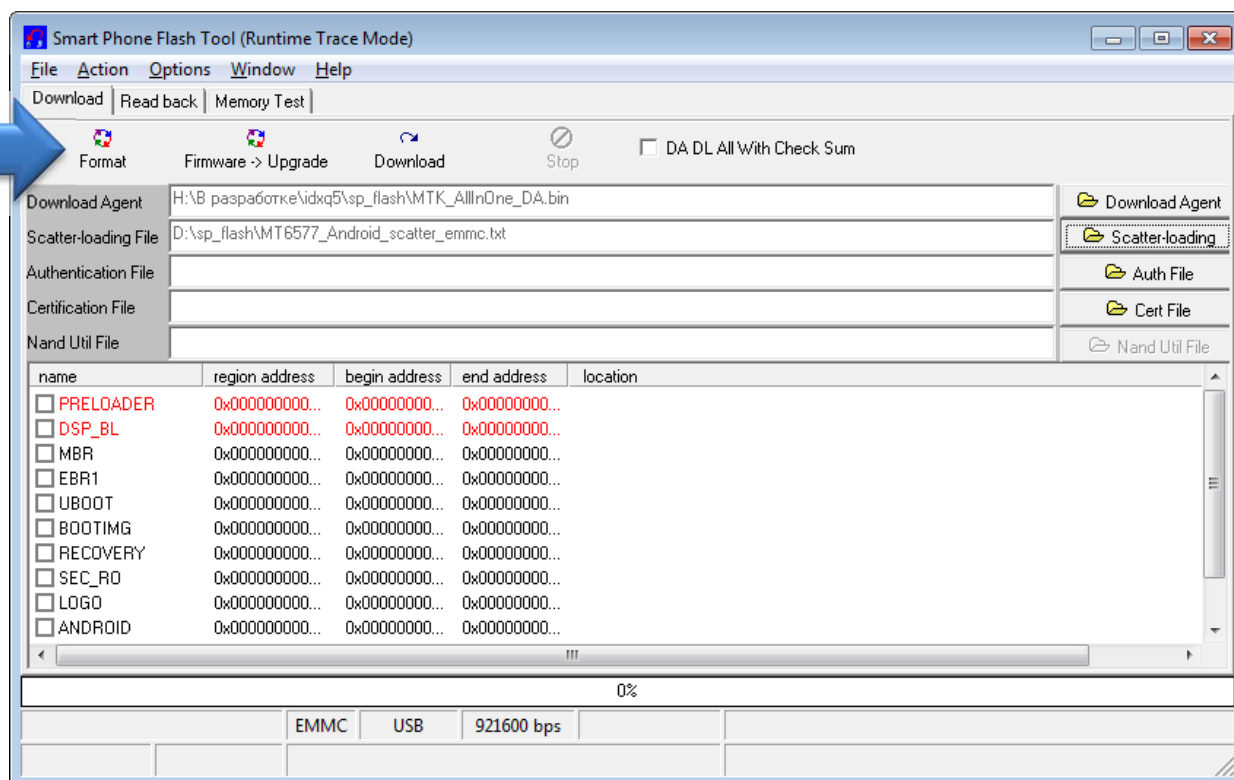 Smart Phone Flash Tool (Runtime Trace Mode)
File Action Options Window Help
Download Read back Memory Test
Format Firmware -> Upgrade Download Stop DA DL All With Check Sum
Download Agent H:\В разработке\idxq5\sp_flash\MTK_AllInOne_DA.bin Download Agent
Scatter-loading File D:\sp_flash\MT6577_Android_scatter_emmc.txt Scatter-loading
Authentication File Auth File
Certification File Cert File
Nand Util File Nand Util File
name region address begin address end address location
PRELOADER 0x000000000... 0x00000000... 0x00000000...
DSP_BL 0x000000000... 0x00000000... 0x00000000...
MBR 0x000000000... 0x00000000... 0x00000000...
EBR1 0x000000000... 0x00000000... 0x00000000...
UBOOT 0x000000000... 0x00000000... 0x00000000...
BOOTIMG 0x000000000... 0x00000000... 0x00000000...
RECOVERY 0x000000000... 0x00000000... 0x00000000...
SEC_RO 0x000000000... 0x00000000... 0x00000000...
LOGO 0x000000000... 0x00000000... 0x00000000...
ANDROID 0x000000000... 0x00000000... 0x00000000...
0%
EMMC USB 921600 bps